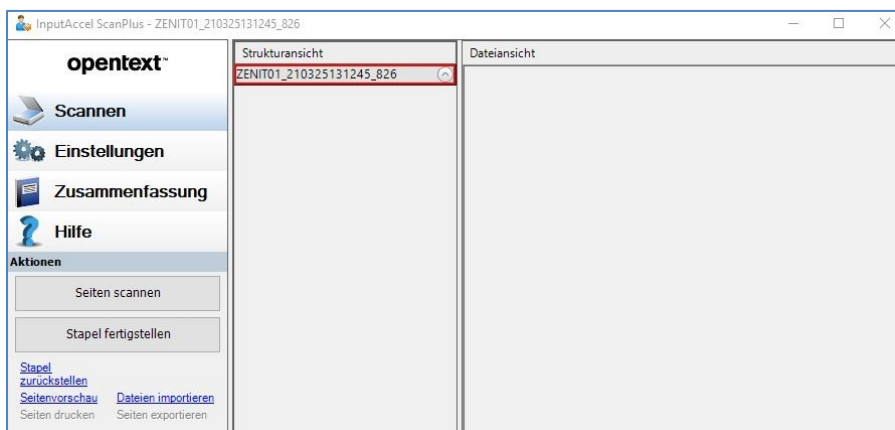 InputAccel ScanPlus - ZENIT01_210325131245_826
opentext™
Scannen
Einstellungen
Zusammenfassung
Hilfe
Aktionen
Seiten scannen
Stapel fertigstellen
Stapel
zurückstellen
Seitenvorschau Dateien importieren
Seiten drucken Seiten exportieren
Strukturansicht
ZENIT01_210325131245_826
Dateiansicht